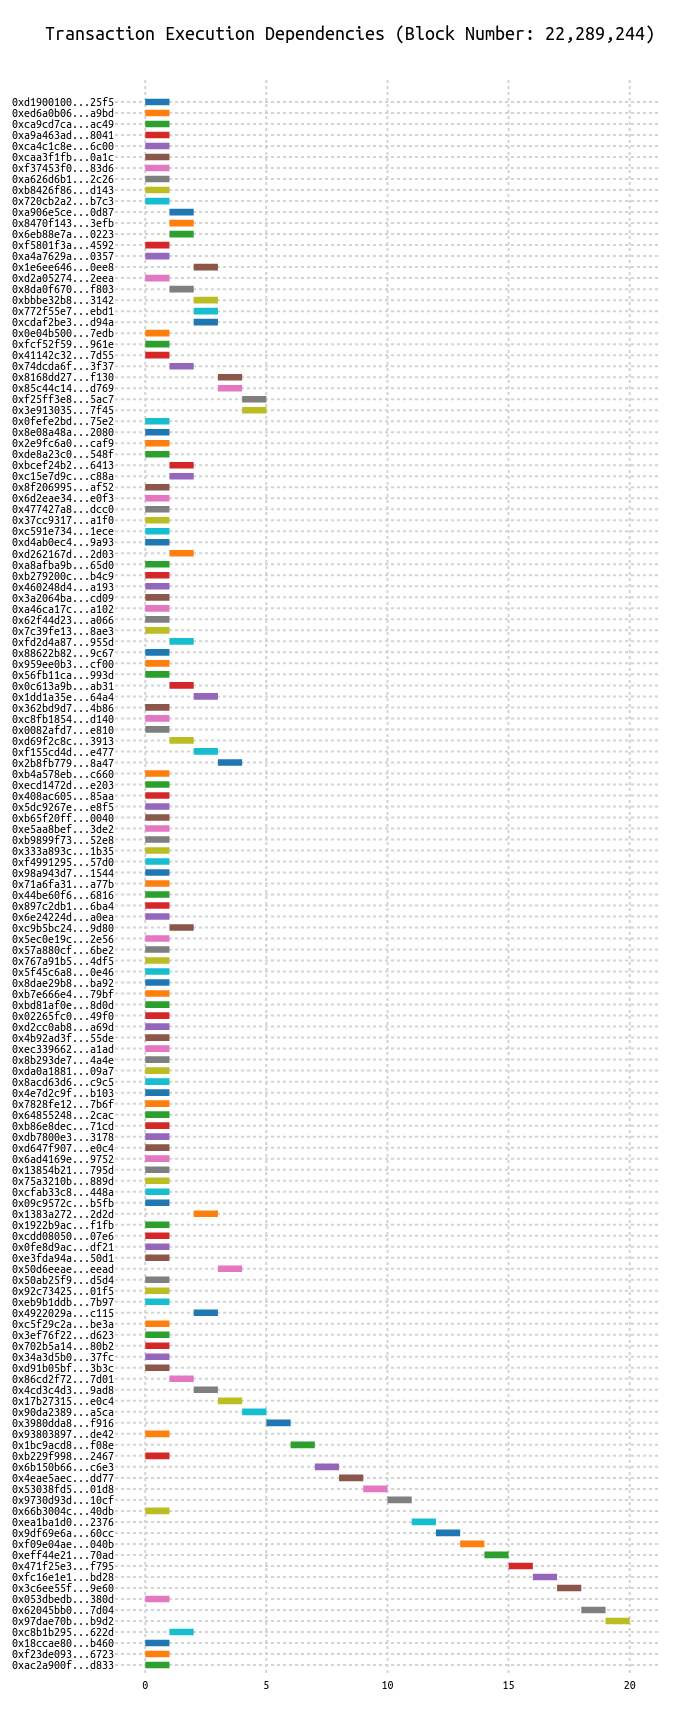 Transaction Execution Dependencies (Block Number: 22,289,244)
0xd1900100...25f5
0xed6a0b06...a9bd
0xca9cd7ca...ac49
0xa9a463ad...8041
0xca4c1c8e...6c00
0xcaa3f1fb...0a1c
0xf37453f0...83d6
0xa626d6b1...2c26
0xb8426f86...d143
0x720cb2a2...b7c3
0xa906e5ce...0d87
0x8470f143...3efb
0x6eb88e7a...0223
0xf5801f3a...4592
0xa4a7629a...0357
0x1e6ee646...0ee8
0xd2a05274...2eea
0x8da0f670...f803
0xbbbe32b8...3142
0x772f55e7...ebd1
0xcdaf2be3...d94a
0x0e04b500...7edb
0xfcf52f59...961e
0x41142c32...7d55
0x74dcda6f...3f37
0x8168dd27...f130
0x85c44c14...d769
0xf25ff3e8...5ac7
0x3e913035...7f45
0x0fefe2bd...75e2
0x8e08a48a...2080
0x2e9fc6a0...caf9
0xde8a23c0...548f
0xbcef24b2...6413
0xc15e7d9c...c88a
0x8f206995...af52
0x6d2eae34...e0f3
0x477427a8...dcc0
0x37cc9317...a1f0
0xc591e734...1ece
0xd4ab0ec4...9a93
0xd262167d...2d03
0xa8afba9b...65d0
0xb279200c...b4c9
0x460248d4...a193
0x3a2064ba...cd09
0xa46ca17c...a102
0x62f44d23...a066
0x7c39fe13...8ae3
0xfd2d4a87...955d
0x88622b82...9c67
0x959ee0b3...cf00
0x56fb11ca...993d
0x0c613a9b...ab31
0x1dd1a35e...64a4
0x362bd9d7...4b86
0xc8fb1854...d140
0x0082afd7...e810
0xd69f2c8c...3913
0xf155cd4d...e477
0x2b8fb779...8a47
0xb4a578eb...c660
0xecd1472d...e203
0x408ac605...85aa
0x5dc9267e...e8f5
0xb65f20ff...0040
0xe5aa8bef...3de2
0xb9899f73...52e8
0x333a893c...1b35
0xf4991295...57d0
0x98a943d7...1544
0x71a6fa31...a77b
0x44be60f6...6816
0x897c2db1...6ba4
0x6e24224d...a0ea
0xc9b5bc24...9d80
0x5ec0e19c...2e56
0x57a880cf...6be2
0x767a91b5...4df5
0x5f45c6a8...0e46
0x8dae29b8...ba92
0xb7e666e4...79bf
0xbd81af0e...8d0d
0x02265fc0...49f0
0xd2cc0ab8...a69d
0x4b92ad3f...55de
0xec339662...a1ad
0x8b293de7...4a4e
0xda0a1881...09a7
0x8acd63d6...c9c5
0x4e7d2c9f...b103
0x7828fe12...7b6f
0x64855248...2cac
0xb86e8dec...71cd
0xdb7800e3...3178
0xd647f907...e0c4
0x6ad4169e...9752
0x13854b21...795d
0x75a3210b...889d
0xcfab33c8...448a
0x09c9572c...b5fb
0x1383a272...2d2d
0x1922b9ac...f1fb
0xcdd08050...07e6
0x0fe8d9ac...df21
0xe3fda94a...50d1
0x50d6eeae...eead
0x50ab25f9...d5d4
0x92c73425...01f5
0xeb9b1ddb...7b97
0x4922029a...c115
0xc5f29c2a...be3a
0x3ef76f22...d623
0x702b5a14...80b2
0x34a3d5b0...37fc
0xd91b05bf...3b3c
0x86cd2f72...7d01
0x4cd3c4d3...9ad8
0x17b27315...e0c4
0x90da2389...a5ca
0x3980dda8...f916
0x93803897...de42
0x1bc9acd8...f08e
0xb229f998...2467
0x6b150b66...c6e3
0x4eae5aec...dd77
0x53038fd5...01d8
0x9730d93d...10cf
0x66b3004c...40db
0xea1ba1d0...2376
0x9df69e6a...60cc
0xf09e04ae...040b
0xeff44e21...70ad
0x471f25e3...f795
0xfc16e1e1...bd28
0x3c6ee55f...9e60
0x053dbedb...380d
0x62045bb0...7d04
0x97dae70b...b9d2
0xc8b1b295...622d
0x18ccae80...b460
0xf23de093...6723
0xac2a900f...d833
0 5 10 15 20